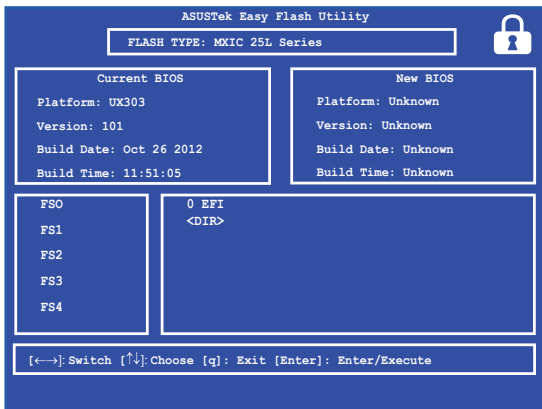 ASUSTek Easy Flash Utility
FLASH TYPE: MXIC 25L Series
Current BIOS
Platform: UX303
Version: 101
Build Date: Oct 26 2012
Build Time: 11:51:05
New BIOS
Platform: Unknown
Version: Unknown
Build Date: Unknown
Build Time: Unknown
FSO
FS1
FS2
FS3
FS4
0 EFI
<DIR>
[←→]: Switch [↑↓]: Choose [q]: Exit [Enter]: Enter/Execute